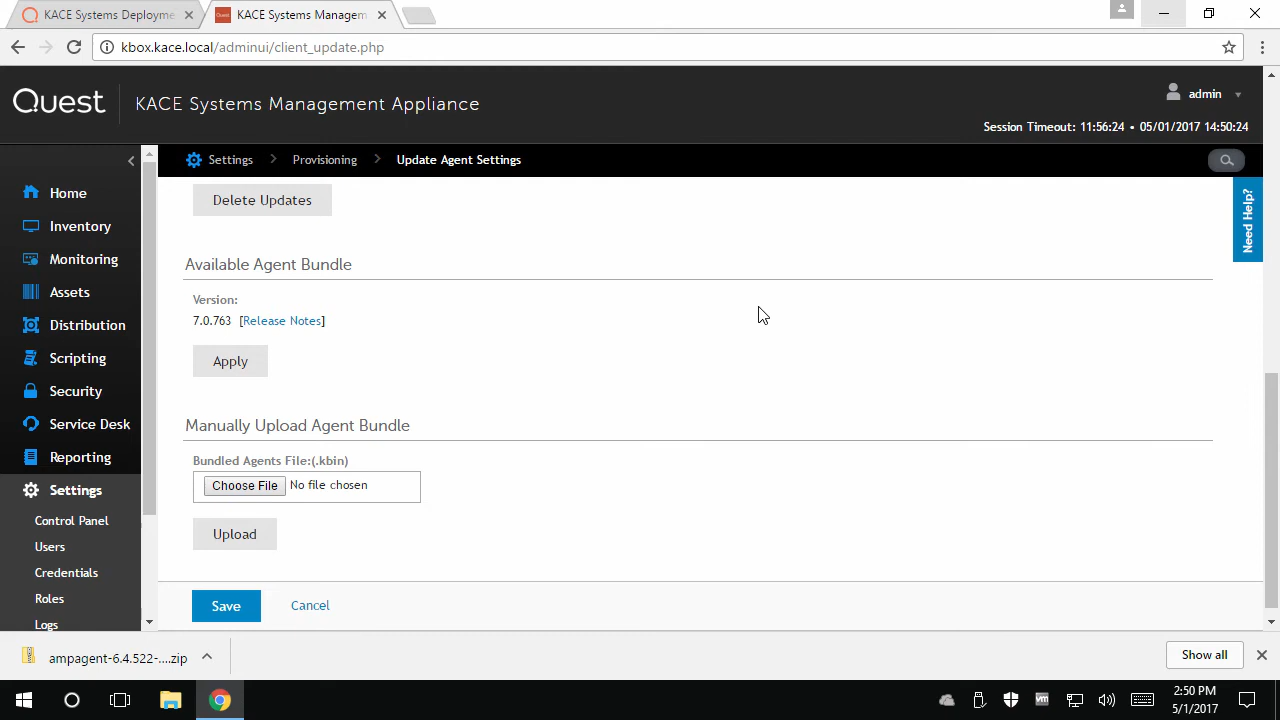 KACE Systems Deployme
KACE Systems Managem
kbox.kace.local/adminui/client_update.php
Quest
KACE Systems Management Appliance
admin
Session Timeout: 11:56:24 • 05/01/2017 14:50:24
Settings
Provisioning
Update Agent Settings
Need Help?
Home
Inventory
Monitoring
Assets
Distribution
Scripting
Security
Service Desk
Reporting
Settings
Control Panel
Users
Credentials
Roles
Logs
Delete Updates
Available Agent Bundle
Version:
7.0.763 [Release Notes]
Apply
Manually Upload Agent Bundle
Bundled Agents File:(.kbin)
Choose File No file chosen
Upload
Save
Cancel
ampagent-6.4.522-....zip
Show all
2:50 PM
5/1/2017